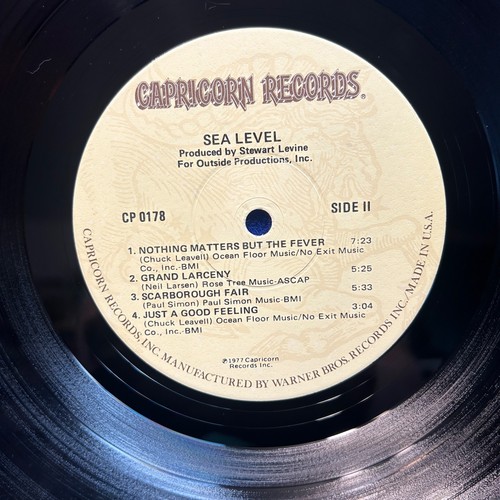 CAPRICORN RECORDS®
SEA LEVEL
Produced by Stewart Levine
For Outside Productions, Inc.
CP 0178
SIDE II
1. NOTHING MATTERS BUT THE FEVER 7:23
(Chuck Leavell) Ocean Floor Music/No Exit Music
Co., Inc.-BMI
2. GRAND LARCENY 5:25
(Neil Larsen) Rose Tree Music-ASCAP
3. SCARBOROUGH FAIR 5:33
(Paul Simon) Paul Simon Music-BMI
4. JUST A GOOD FEELING 3:04
(Chuck Leavell) Ocean Floor Music/No Exit Music
Co., Inc.-BMI
℗1977 Capricorn
Records Inc.
CAPRICORN RECORDS, INC. MANUFACTURED BY WARNER BROS. RECORDS INC./MADE IN U.S.A.